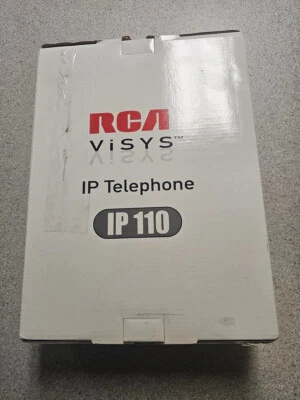 RCA
ViSYS™
IP Telephone
IP 110